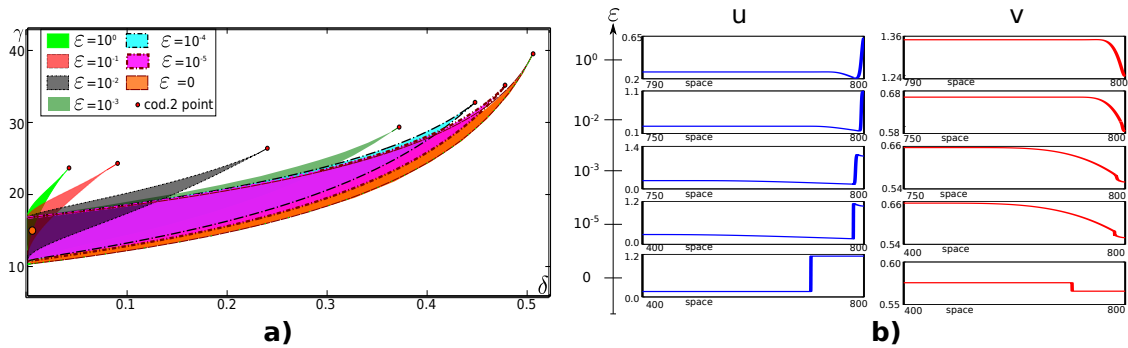 γ
40
30
20
10
ε=10⁰ ε=10⁻⁴
ε=10⁻¹ ε=10⁻⁵
ε=10⁻² ε=0
ε=10⁻³ cod.2 point
0.1 0.2 0.3 0.4 0.5
δ
a)
ε u v
10⁰
0.65
0.2
790 space 800
1.36
1.24
790 space 800
10⁻²
1.1
0.1
750 space 800
0.68
0.58
750 space 800
10⁻³
1.4
0.0
750 space 800
0.66
0.54
750 space 800
10⁻⁵
1.2
0.0
400 space 800
0.66
0.54
400 space 800
0
1.2
0.0
400 space 800
0.60
0.55
400 space 800
b)